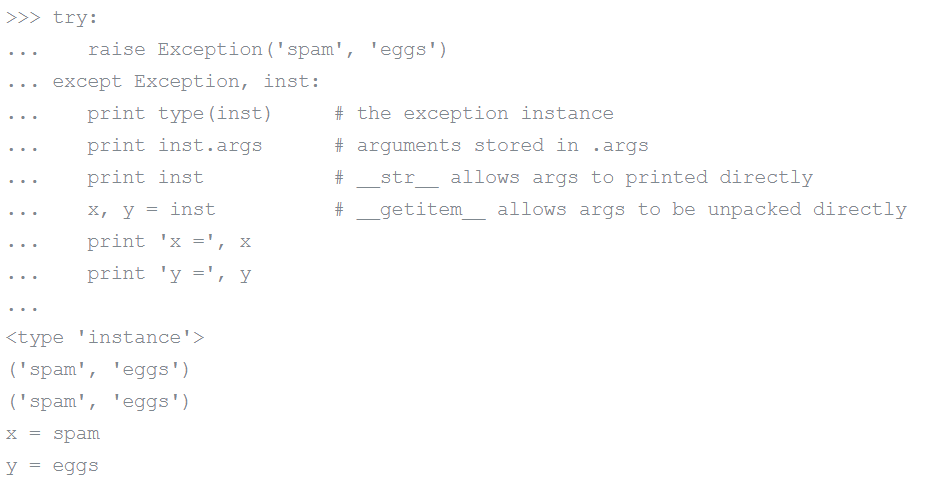 >>> try:
...    raise Exception('spam', 'eggs')
... except Exception, inst:
...    print type(inst)     # the exception instance
...    print inst.args      # arguments stored in .args
...    print inst           # __str__ allows args to printed directly
...    x, y = inst          # __getitem__ allows args to be unpacked directly
...    print 'x =', x
...    print 'y =', y
...
<type 'instance'>
('spam', 'eggs')
('spam', 'eggs')
x = spam
y = eggs